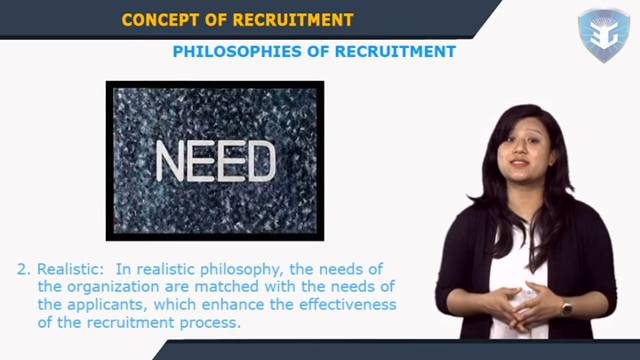 CONCEPT OF RECRUITMENT
PHILOSOPHIES OF RECRUITMENT
NEED
2. Realistic: In realistic philosophy, the needs of
the organization are matched with the needs of
the applicants, which enhance the effectiveness
of the recruitment process.